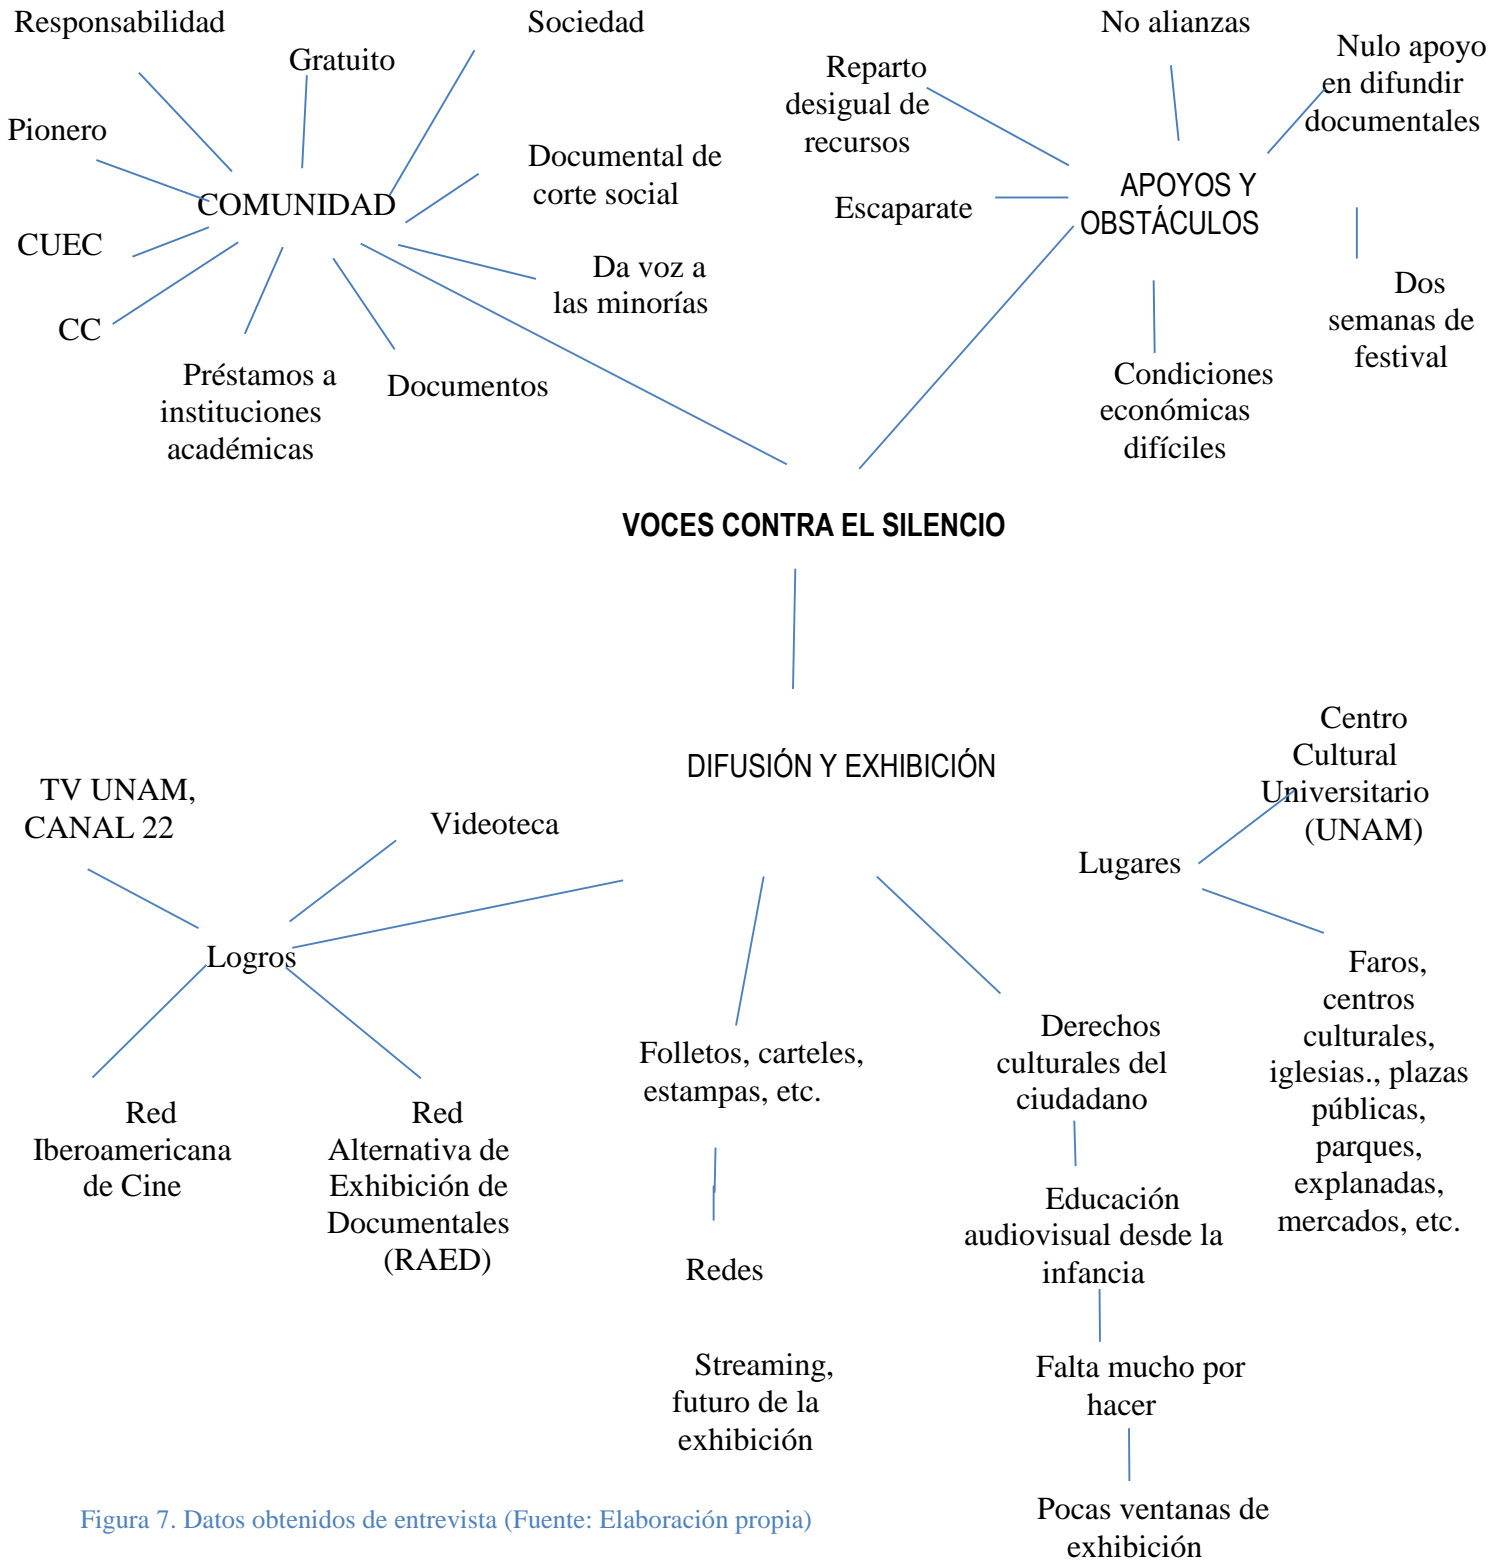 Responsabilidad
Gratuito
Sociedad
Pionero
Documental de
corte social
COMUNIDAD
CUEC
Da voz a
las minorías
CC
Préstamos a
instituciones
académicas
Documentos
No alianzas
Nulo apoyo
en difundir
documentales
Reparto
desigual de
recursos
APOYOS Y
OBSTÁCULOS
Escaparate
Dos
semanas de
festival
Condiciones
económicas
difíciles
VOCES CONTRA EL SILENCIO
DIFUSIÓN Y EXHIBICIÓN
TV UNAM,
CANAL 22
Videoteca
Logros
Red
Iberoamericana
de Cine
Red
Alternativa de
Exhibición de
Documentales
(RAED)
Folletos, carteles,
estampas, etc.
Redes
Streaming,
futuro de la
exhibición
Derechos
culturales del
ciudadano
Educación
audiovisual desde la
infancia
Falta mucho por
hacer
Pocas ventanas de
exhibición
Centro
Cultural
Universitario
(UNAM)
Lugares
Faros,
centros
culturales,
iglesias., plazas
públicas,
parques,
explanadas,
mercados, etc.
Figura 7. Datos obtenidos de entrevista (Fuente: Elaboración propia)